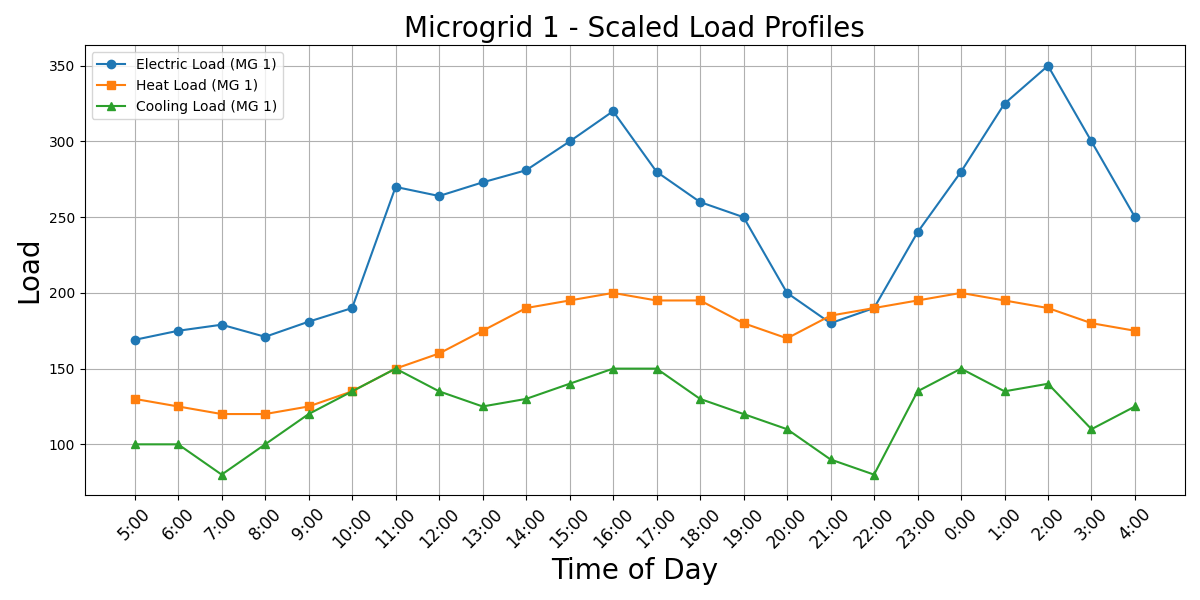 Microgrid 1 - Scaled Load Profiles
Electric Load (MG 1)
Heat Load (MG 1)
Cooling Load (MG 1)
Load
350
300
250
200
150
100
5:00 6:00 7:00 8:00 9:00 10:00 11:00 12:00 13:00 14:00 15:00 16:00 17:00 18:00 19:00 20:00 21:00 22:00 23:00 0:00 1:00 2:00 3:00 4:00
Time of Day